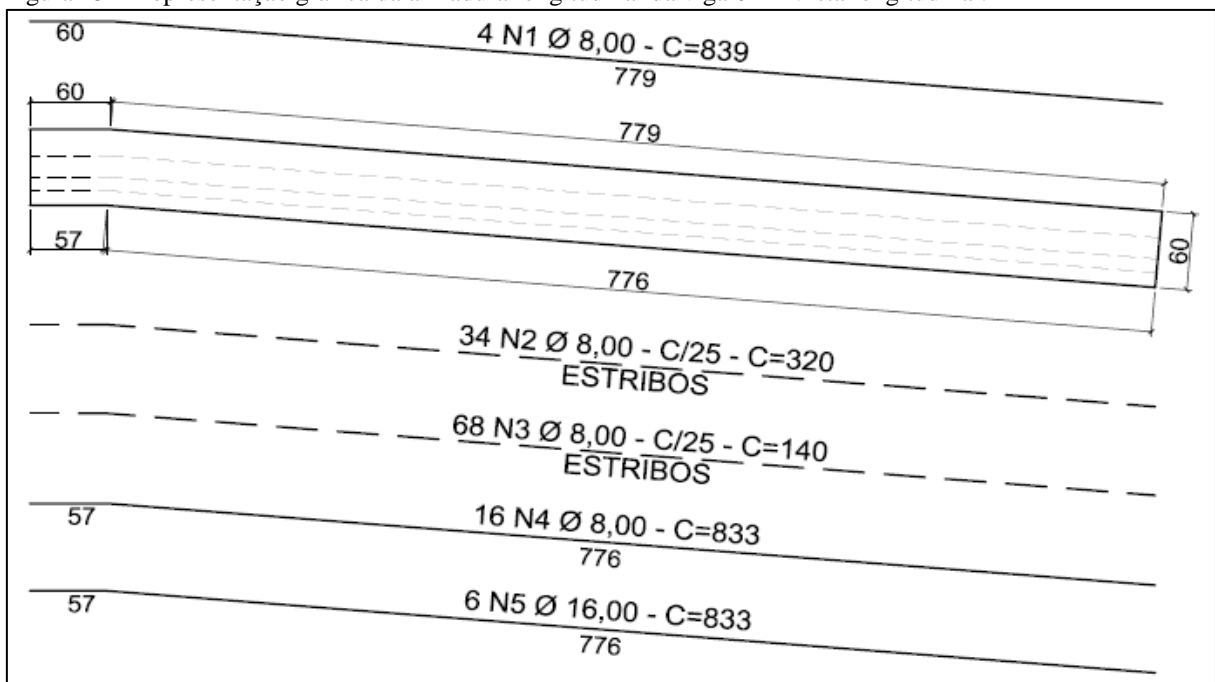 60
4 N1 Ø 8,00 - C=839
779
60
779
57
776
60
34 N2 Ø 8,00 - C/25 - C=320
ESTRIBOS
68 N3 Ø 8,00 - C/25 - C=140
ESTRIBOS
57
16 N4 Ø 8,00 - C=833
776
57
6 N5 Ø 16,00 - C=833
776